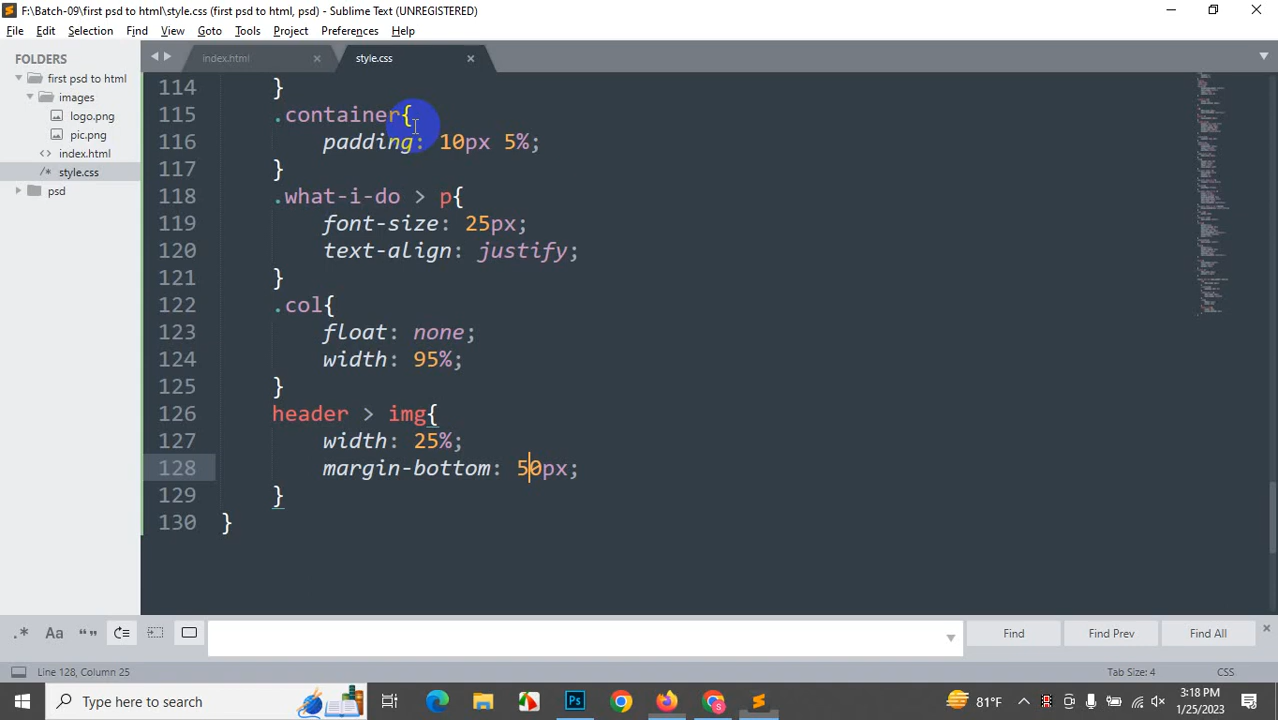 F:\Batch-09\first psd to html\style.css (first psd to html, psd) - Sublime Text (UNREGISTERED)
File Edit Selection Find View Goto Tools Project Preferences Help
FOLDERS
first psd to html
images
logo.png
pic.png
index.html
/* style.css
psd
index.html × style.css ×
114 }
115 .container{
116 padding: 10px 5%;
117 }
118 .what-i-do > p{
119 font-size: 25px;
120 text-align: justify;
121 }
122 .col{
123 float: none;
124 width: 95%;
125 }
126 header > img{
127 width: 25%;
128 margin-bottom: 50px;
129 }
130 }
.* Aa “” Find Find Prev Find All
Line 128, Column 25 Tab Size: 4 CSS
Type here to search
Ps
S
81°F
3:18 PM
1/25/2023